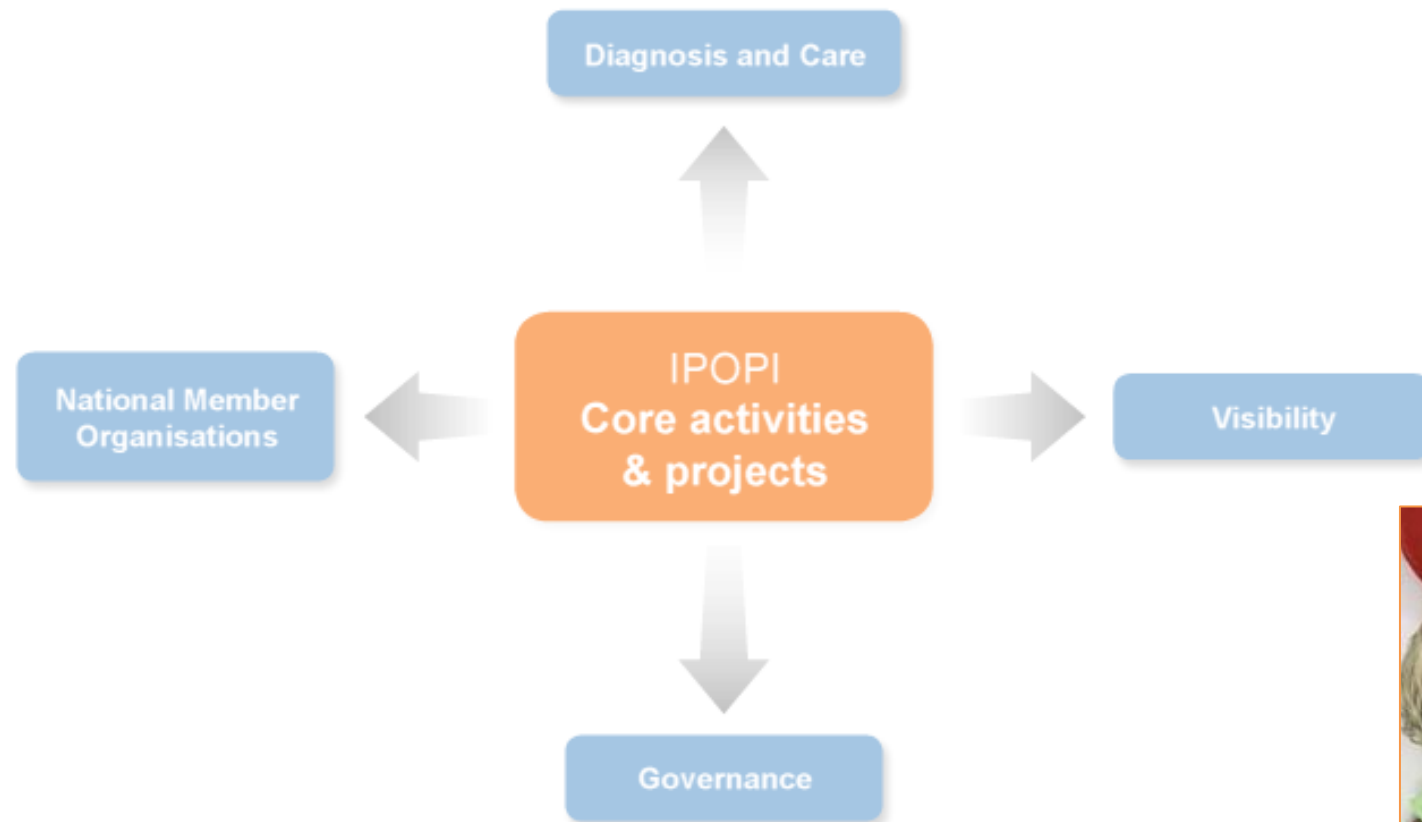 Diagnosis and Care
IPOPI
Core activities
& projects
National Member
Organisations
Visibility
Governance